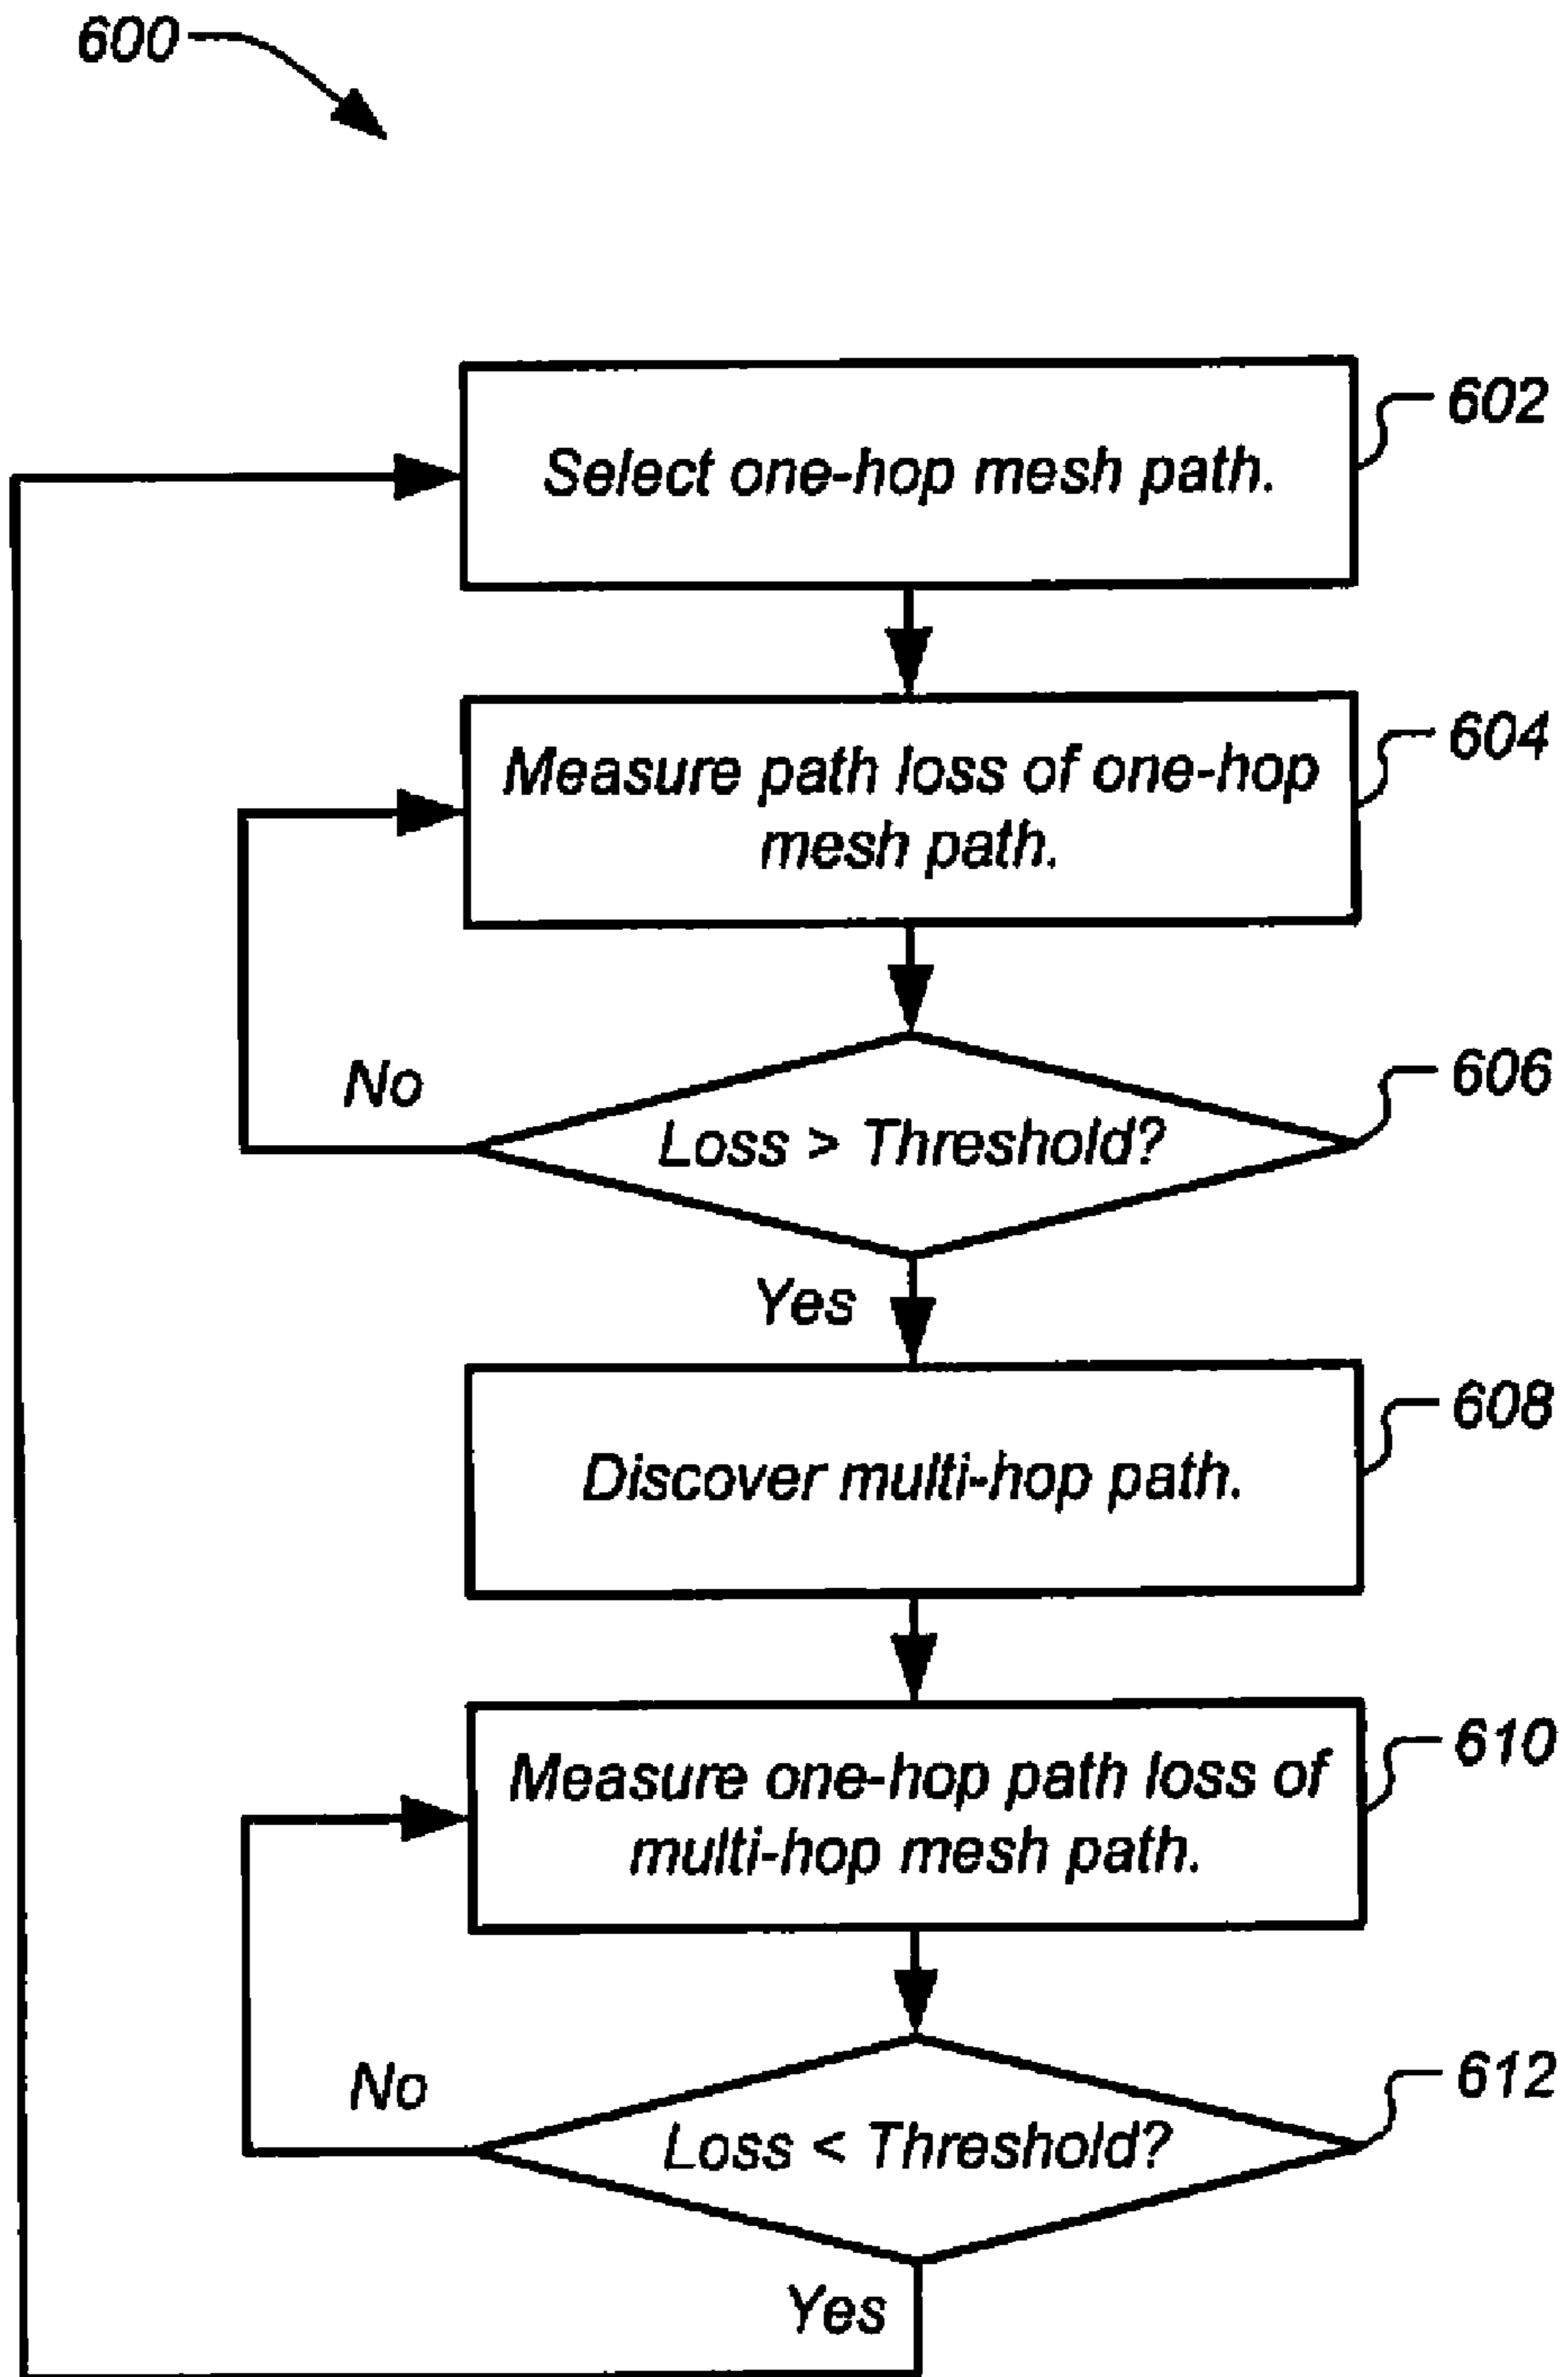 600
Select one-hop mesh path.
602
Measure path loss of one-hop
mesh path.
604
Loss > Threshold?
606
No
Yes
Discover multi-hop path.
608
Measure one-hop path loss of
multi-hop mesh path.
610
Loss < Threshold?
612
No
Yes